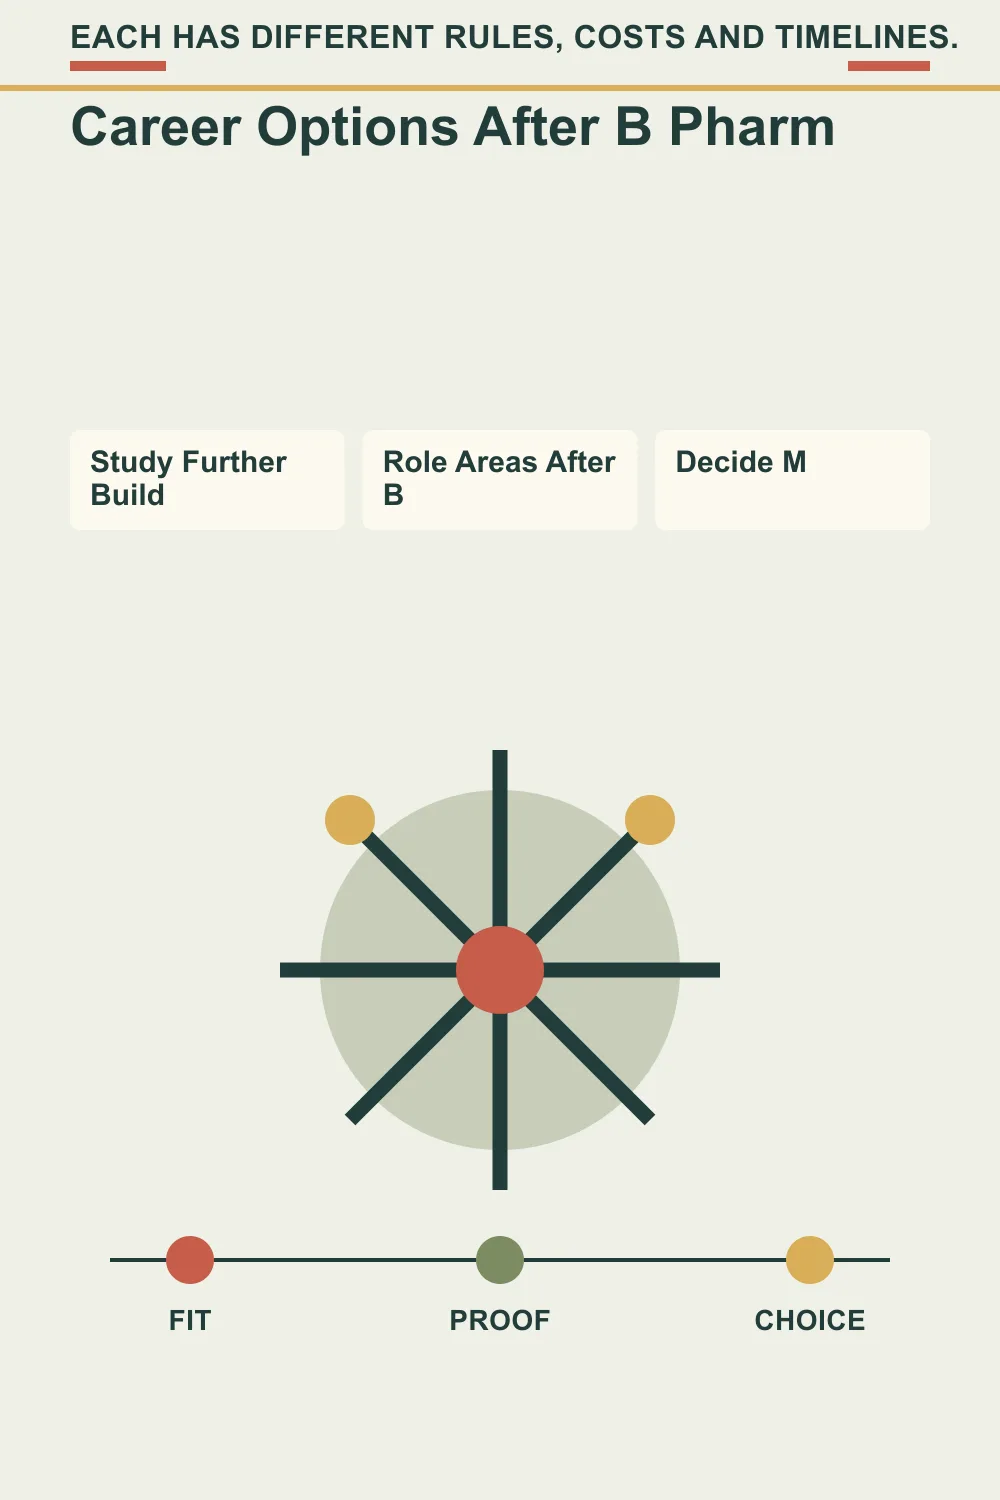 EACH HAS DIFFERENT RULES, COSTS AND TIMELINES.
Career Options After B Pharm
Study Further
Build
Role Areas After
B
Decide M
FIT
PROOF
CHOICE